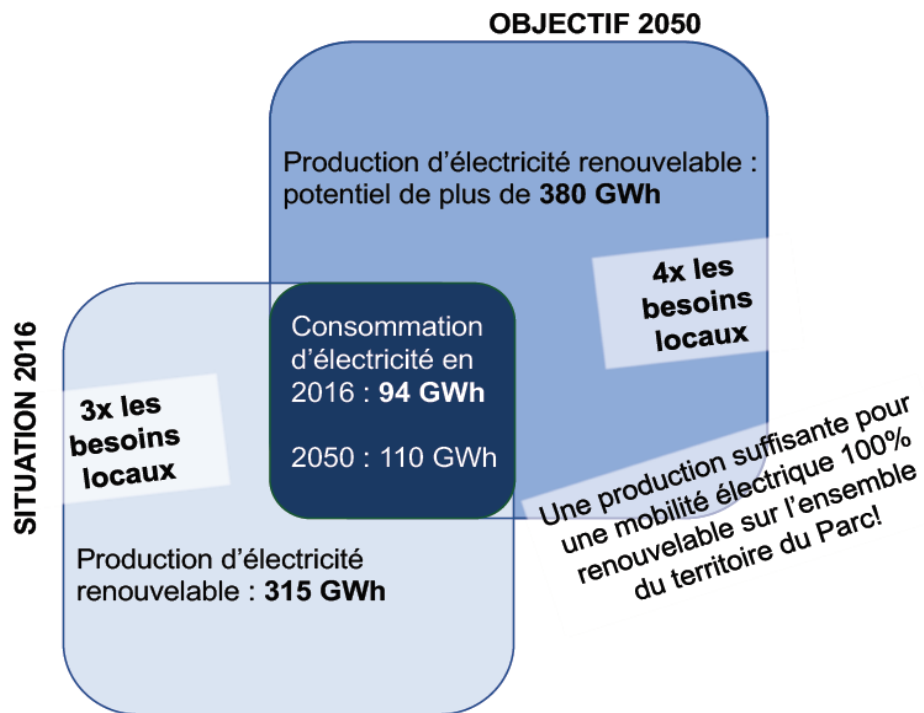 OBJECTIF 2050
Production d’électricité renouvelable :
potentiel de plus de 380 GWh
4x les
besoins
locaux
SITUATION 2016
Consommation
d’électricité en
2016 : 94 GWh
2050 : 110 GWh
3x les
besoins
locaux
Une production suffisante pour
une mobilité électrique 100%
renouvelable sur l’ensemble
du territoire du Parc!
Production d’électricité
renouvelable : 315 GWh